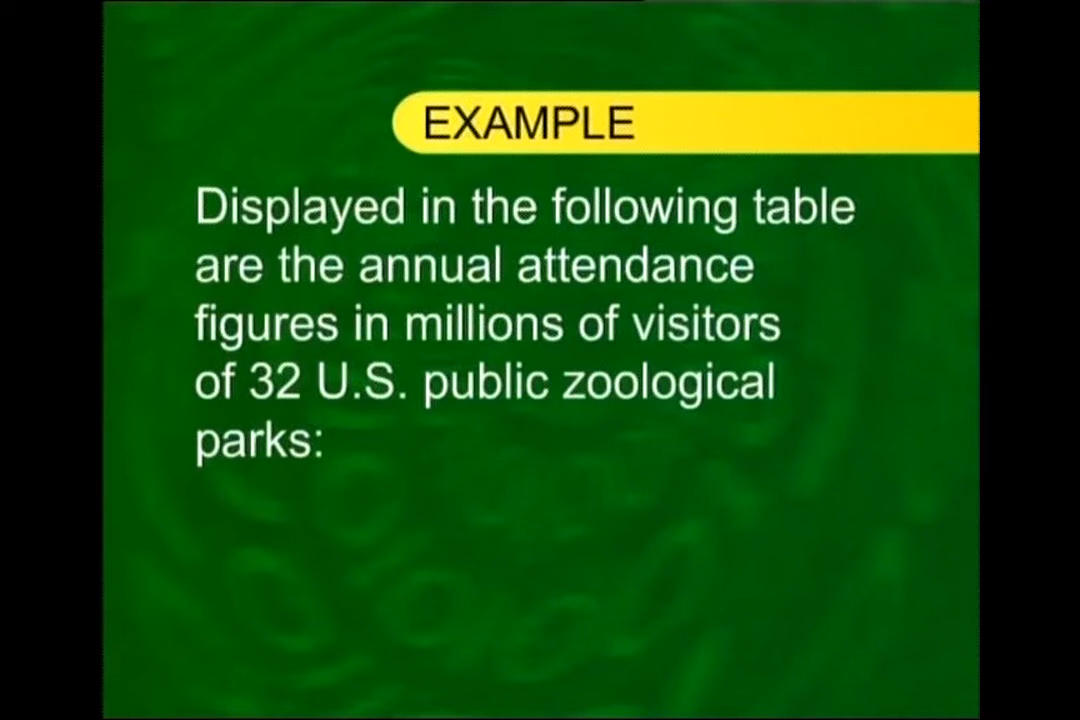 EXAMPLE
Displayed in the following table
are the annual attendance
figures in millions of visitors
of 32 U.S. public zoological
parks: